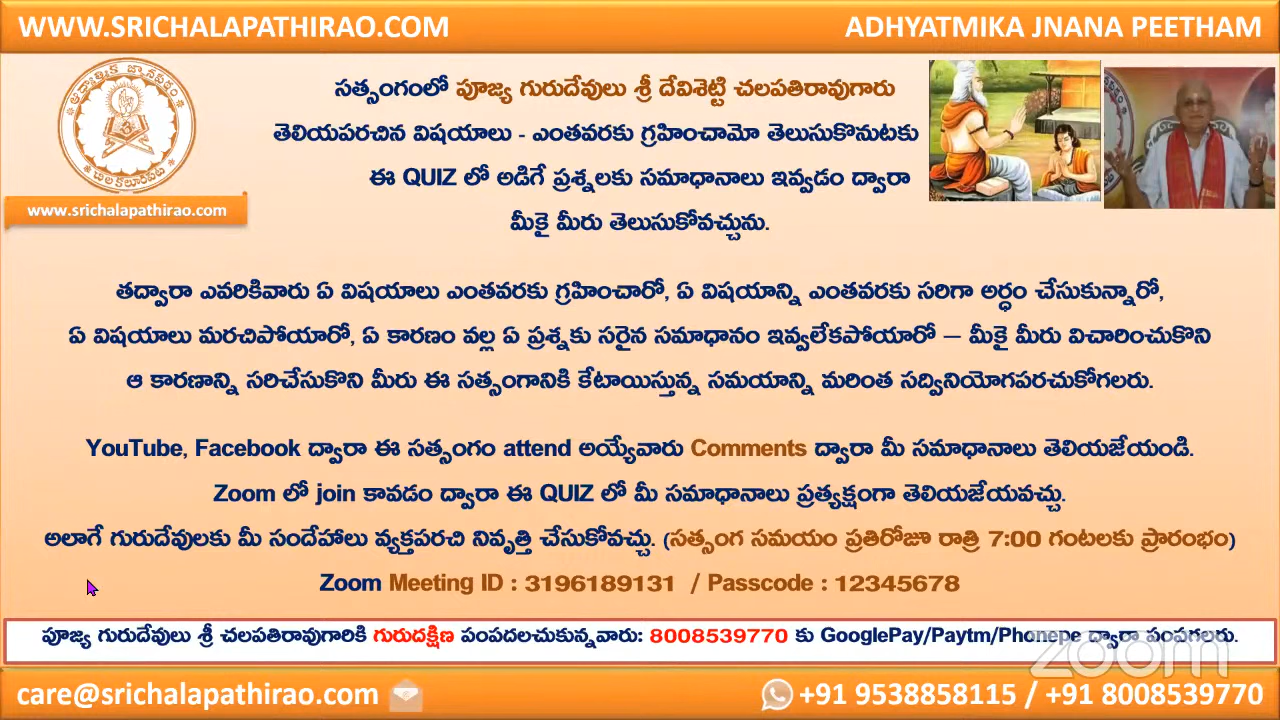 WWW.SRICHALAPATHIRAO.COM
ADHYATMIKA JNANA PEETHAM
ఆధ్యాత్మిక జ్ఞానపీఠం
చిలకలూరిపేట
www.srichalapathirao.com
సత్సంగంలో పూజ్య గురుదేవులు శ్రీ దేవిశెట్టి చలపతిరావుగారు
తెలియపరచిన విషయాలు - ఎంతవరకు గ్రహించామో తెలుసుకొనుటకు
ఈ QUIZ లో అడిగే ప్రశ్నలకు సమాధానాలు ఇవ్వడం ద్వారా
మీకై మీరు తెలుసుకోవచ్చును.
తద్వారా ఎవరికివారు ఏ విషయాలు ఎంతవరకు గ్రహించారో, ఏ విషయాన్ని ఎంతవరకు సరిగా అర్ధం చేసుకున్నారో,
ఏ విషయాలు మరచిపోయారో, ఏ కారణం వల్ల ఏ ప్రశ్నకు సరైన సమాధానం ఇవ్వలేకపోయారో – మీకై మీరు విచారించుకొని
ఆ కారణాన్ని సరిచేసుకొని మీరు ఈ సత్సంగానికి కేటాయిస్తున్న సమయాన్ని మరింత సద్వినియోగపరచుకోగలరు.
YouTube, Facebook ద్వారా ఈ సత్సంగం attend అయ్యేవారు Comments ద్వారా మీ సమాధానాలు తెలియజేయండి.
Zoom లో join కావడం ద్వారా ఈ QUIZ లో మీ సమాధానాలు ప్రత్యక్షంగా తెలియజేయవచ్చు.
అలాగే గురుదేవులకు మీ సందేహాలు వ్యక్తపరచి నివృత్తి చేసుకోవచ్చు. (సత్సంగ సమయం ప్రతిరోజూ రాత్రి 7:00 గంటలకు ప్రారంభం)
Zoom Meeting ID : 3196189131 / Passcode : 12345678
పూజ్య గురుదేవులు శ్రీ చలపతిరావుగారికి గురుదక్షిణ పంపదలచుకున్నవారు: 8008539770 కు GooglePay/Paytm/Phonepe ద్వారా పంపగలరు.
zoom
care@srichalapathirao.com
+91 9538858115 / +91 8008539770